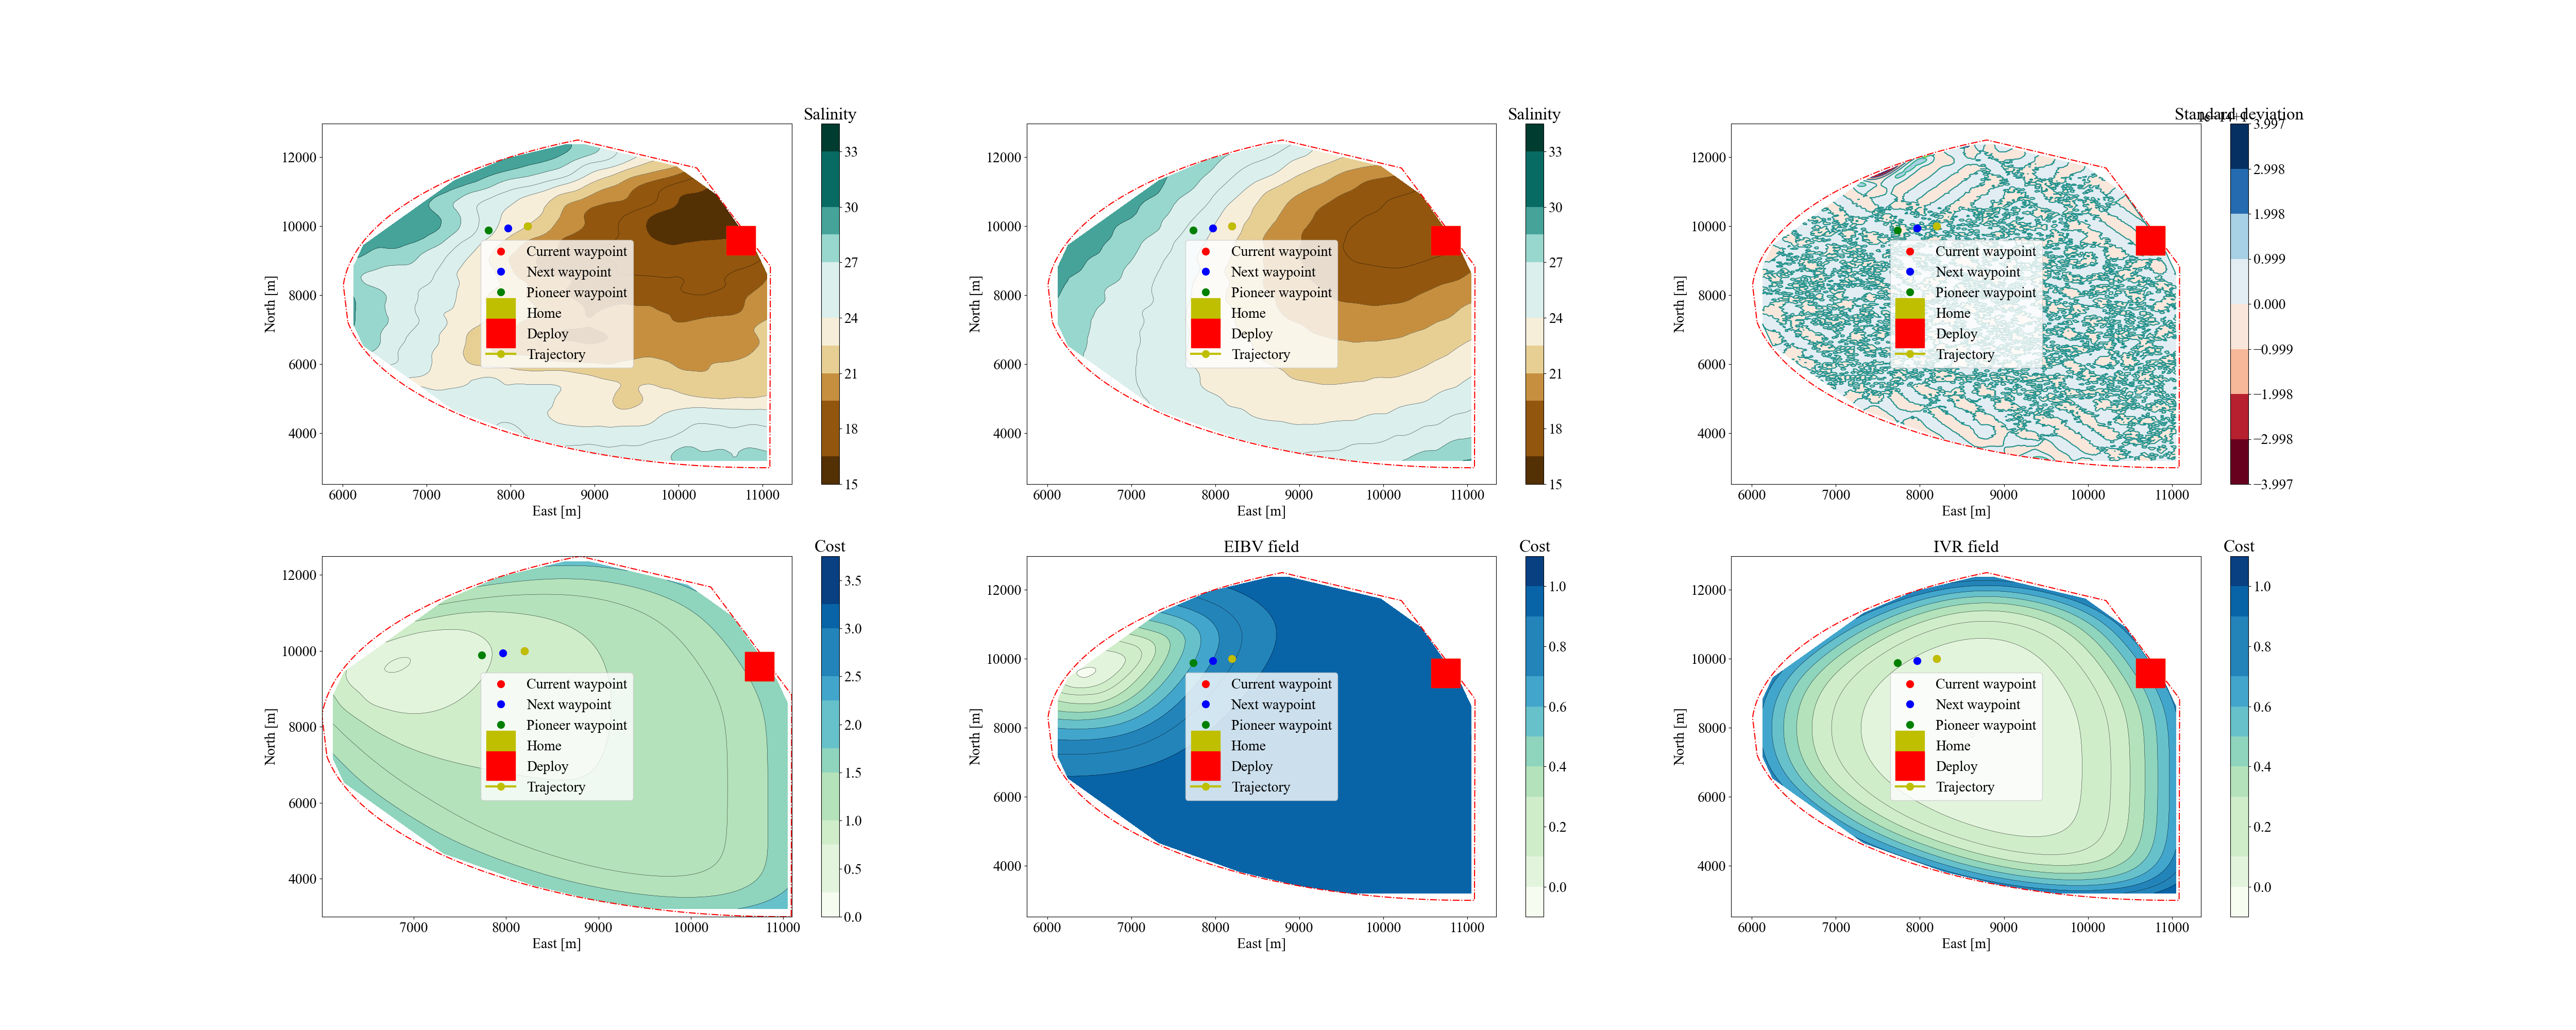 Salinity
12000
10000
8000
6000
4000
North [m]
6000 7000 8000 9000 10000 11000
East [m]
Current waypoint
Next waypoint
Pioneer waypoint
Home
Deploy
Trajectory
33
30
27
24
21
18
15
Salinity
12000
10000
8000
6000
4000
North [m]
6000 7000 8000 9000 10000 11000
East [m]
Current waypoint
Next waypoint
Pioneer waypoint
Home
Deploy
Trajectory
33
30
27
24
21
18
15
Standard deviation
12000
10000
8000
6000
4000
North [m]
6000 7000 8000 9000 10000 11000
East [m]
Current waypoint
Next waypoint
Pioneer waypoint
Home
Deploy
Trajectory
3.997
2.998
1.998
0.999
0.000
−0.999
−1.998
−2.998
−3.997
Cost
12000
10000
8000
6000
4000
North [m]
7000 8000 9000 10000 11000
East [m]
Current waypoint
Next waypoint
Pioneer waypoint
Home
Deploy
Trajectory
3.5
3.0
2.5
2.0
1.5
1.0
0.5
0.0
EIBV field
Cost
12000
10000
8000
6000
4000
North [m]
6000 7000 8000 9000 10000 11000
East [m]
Current waypoint
Next waypoint
Pioneer waypoint
Home
Deploy
Trajectory
1.0
0.8
0.6
0.4
0.2
0.0
IVR field
Cost
12000
10000
8000
6000
4000
North [m]
6000 7000 8000 9000 10000 11000
East [m]
Current waypoint
Next waypoint
Pioneer waypoint
Home
Deploy
Trajectory
1.0
0.8
0.6
0.4
0.2
0.0